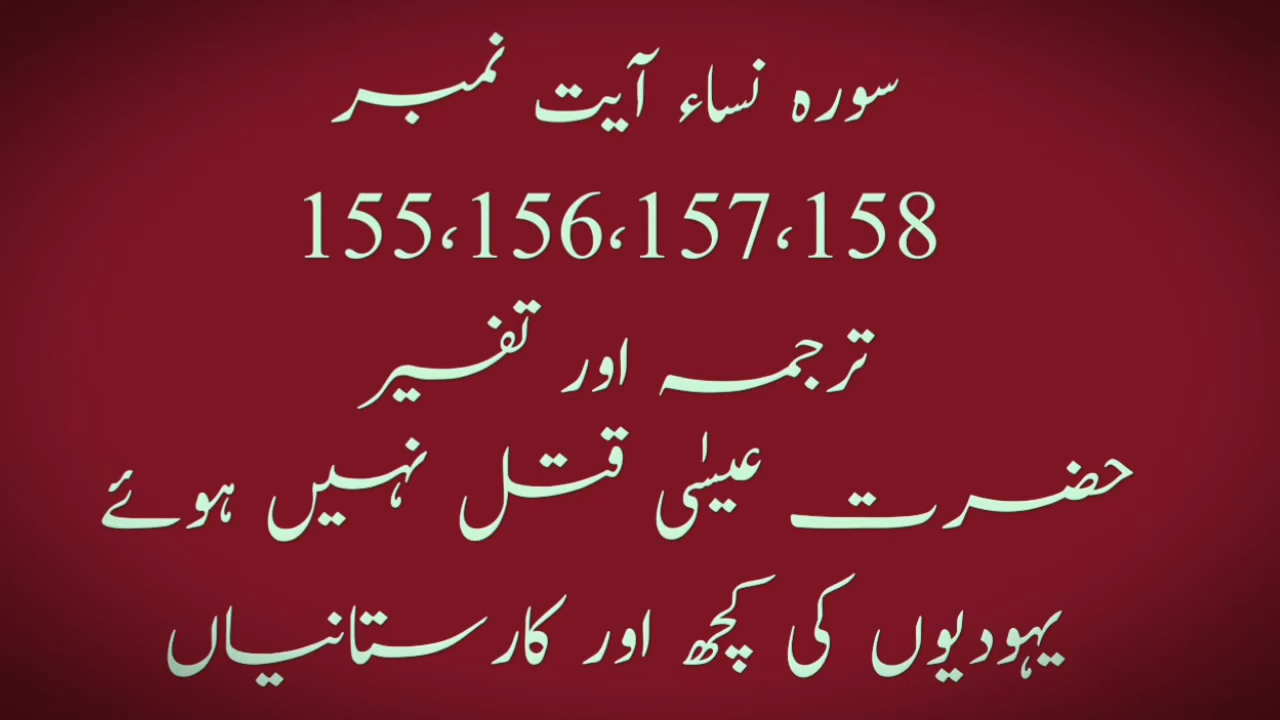 سورہ نساء آیت نمبر
155،156،157،158
ترجمہ اور تفسیر
حضرت عیسٰی قتل نہیں ہوئے
یہودیوں کی کچھ اور کارستانیاں